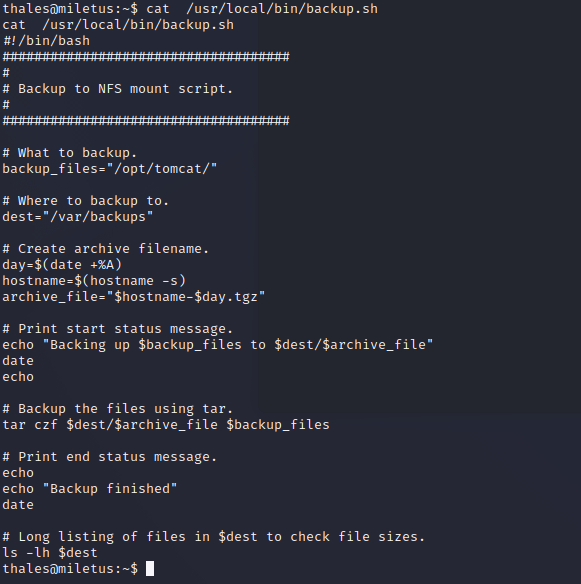 thales@miletus:~$ cat  /usr/local/bin/backup.sh
cat  /usr/local/bin/backup.sh
#!/bin/bash
####################################
#
# Backup to NFS mount script.
#
####################################

# What to backup.
backup_files="/opt/tomcat/"

# Where to backup to.
dest="/var/backups"

# Create archive filename.
day=$(date +%A)
hostname=$(hostname -s)
archive_file="$hostname-$day.tgz"

# Print start status message.
echo "Backing up $backup_files to $dest/$archive_file"
date
echo

# Backup the files using tar.
tar czf $dest/$archive_file $backup_files

# Print end status message.
echo
echo "Backup finished"
date

# Long listing of files in $dest to check file sizes.
ls -lh $dest
thales@miletus:~$